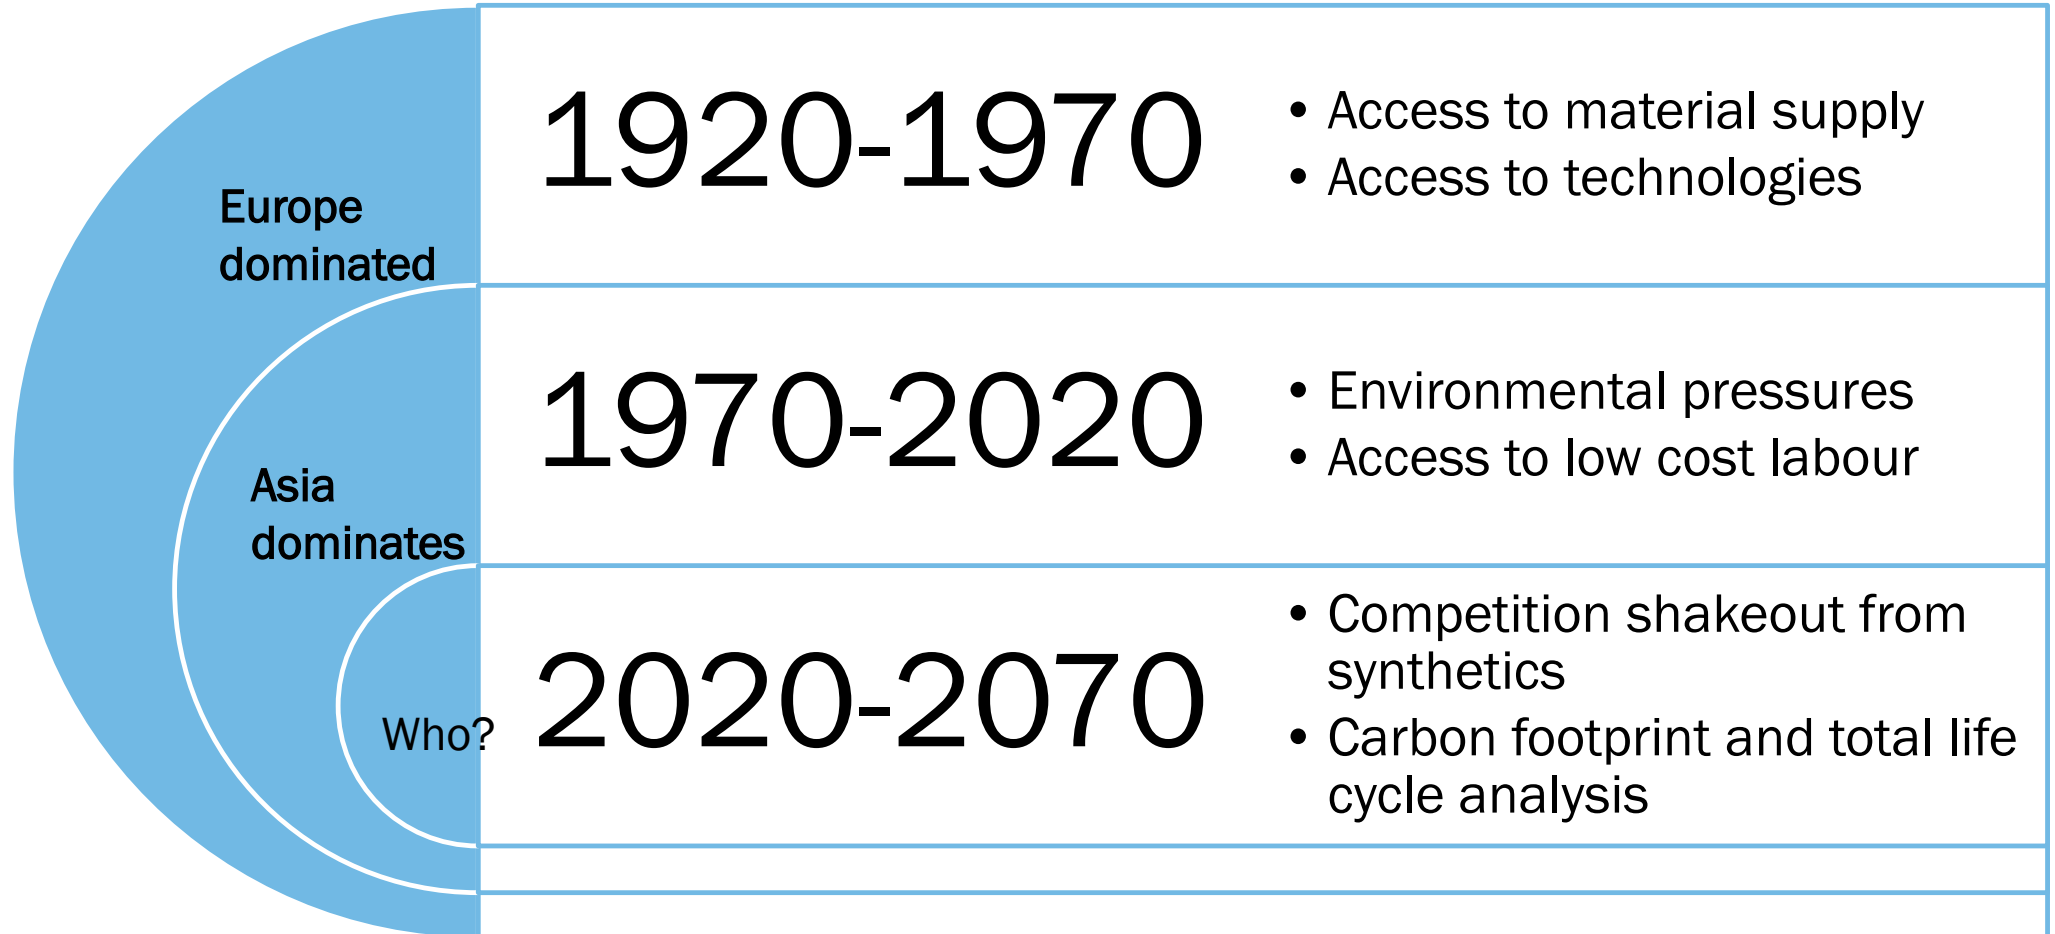 Europe
dominated
1920-1970
• Access to material supply
• Access to technologies
Asia
dominates
1970-2020
• Environmental pressures
• Access to low cost labour
Who?
2020-2070
• Competition shakeout from
synthetics
• Carbon footprint and total life
cycle analysis